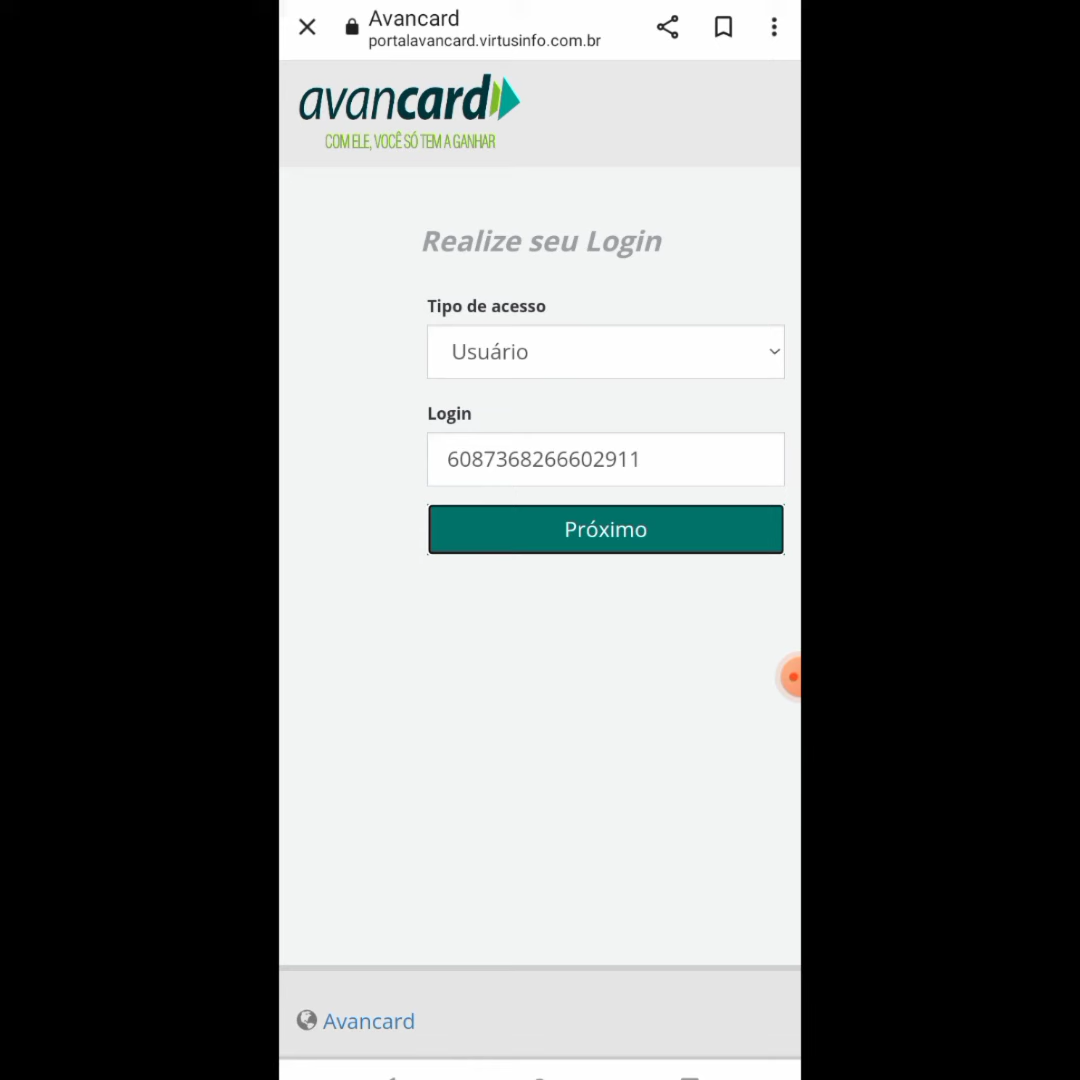 Avancard
portalavancard.virtusinfo.com.br
avancard
COM ELE, VOCÊ SÓ TEM A GANHAR
Realize seu Login
Tipo de acesso
Usuário
Login
6087368266602911
Próximo
Avancard